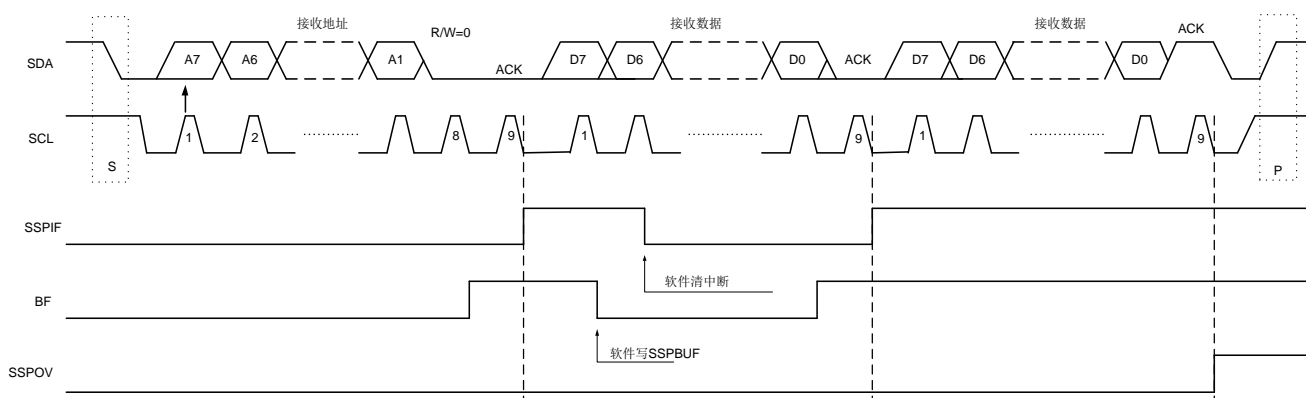 接收地址 接收数据 接收数据
R/W=0 ACK
SDA A7 A6 A1 ACK D7 D6 D0 ACK D7 D6 D0
SCL 1 2 8 9 1 9 1 9
S P
SSPIF
软件清中断
BF
软件写SSPBUF
SSPOV